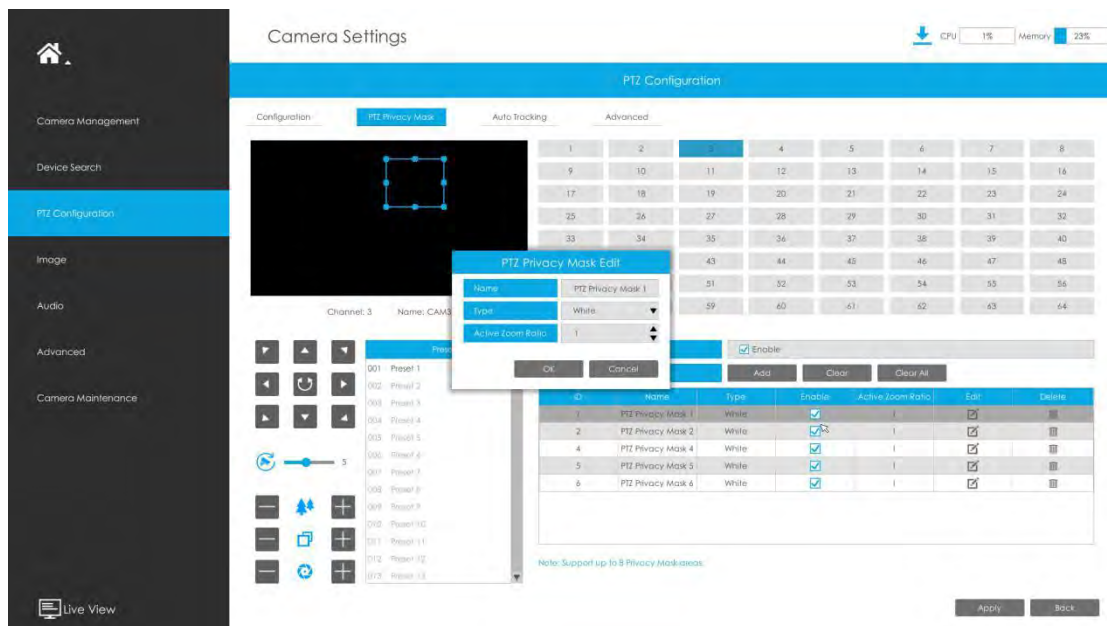 Camera Settings
CPU 1% Memory 23%
PTZ Configuration
Camera Management
Device Search
PTZ Configuration
Image
Audio
Advanced
Camera Maintenance
Live View
Configuration PTZ Privacy Mask Auto Tracking Advanced
1 2 3 4 5 6 7 8
9 10 11 12 13 14 15 16
17 18 19 20 21 22 23 24
25 26 27 28 29 30 31 32
33 34 35 36 37 38 39 40
43 44 45 46 47 48
51 52 53 54 55 56
59 60 61 62 63 64
Channel: 3 Name: CAM3
PTZ Privacy Mask Edit
Name PTZ Privacy Mask 1
Type White
Active Zoom Ratio 1
OK Cancel
5
001 Preset 1
002 Preset 2
003 Preset 3
004 Preset 4
005 Preset 5
006 Preset 6
007 Preset 7
008 Preset 8
009 Preset 9
010 Preset 10
011 Preset 11
012 Preset 12
013 Preset 13
Enable
Add Clear Clear All
ID Name Type Enable Active Zoom Ratio Edit Delete
1 PTZ Privacy Mask 1 White 1
2 PTZ Privacy Mask 2 White 1
4 PTZ Privacy Mask 4 White 1
5 PTZ Privacy Mask 5 White 1
6 PTZ Privacy Mask 6 White 1
Note: Support up to 8 Privacy Mask areas.
Apply Back